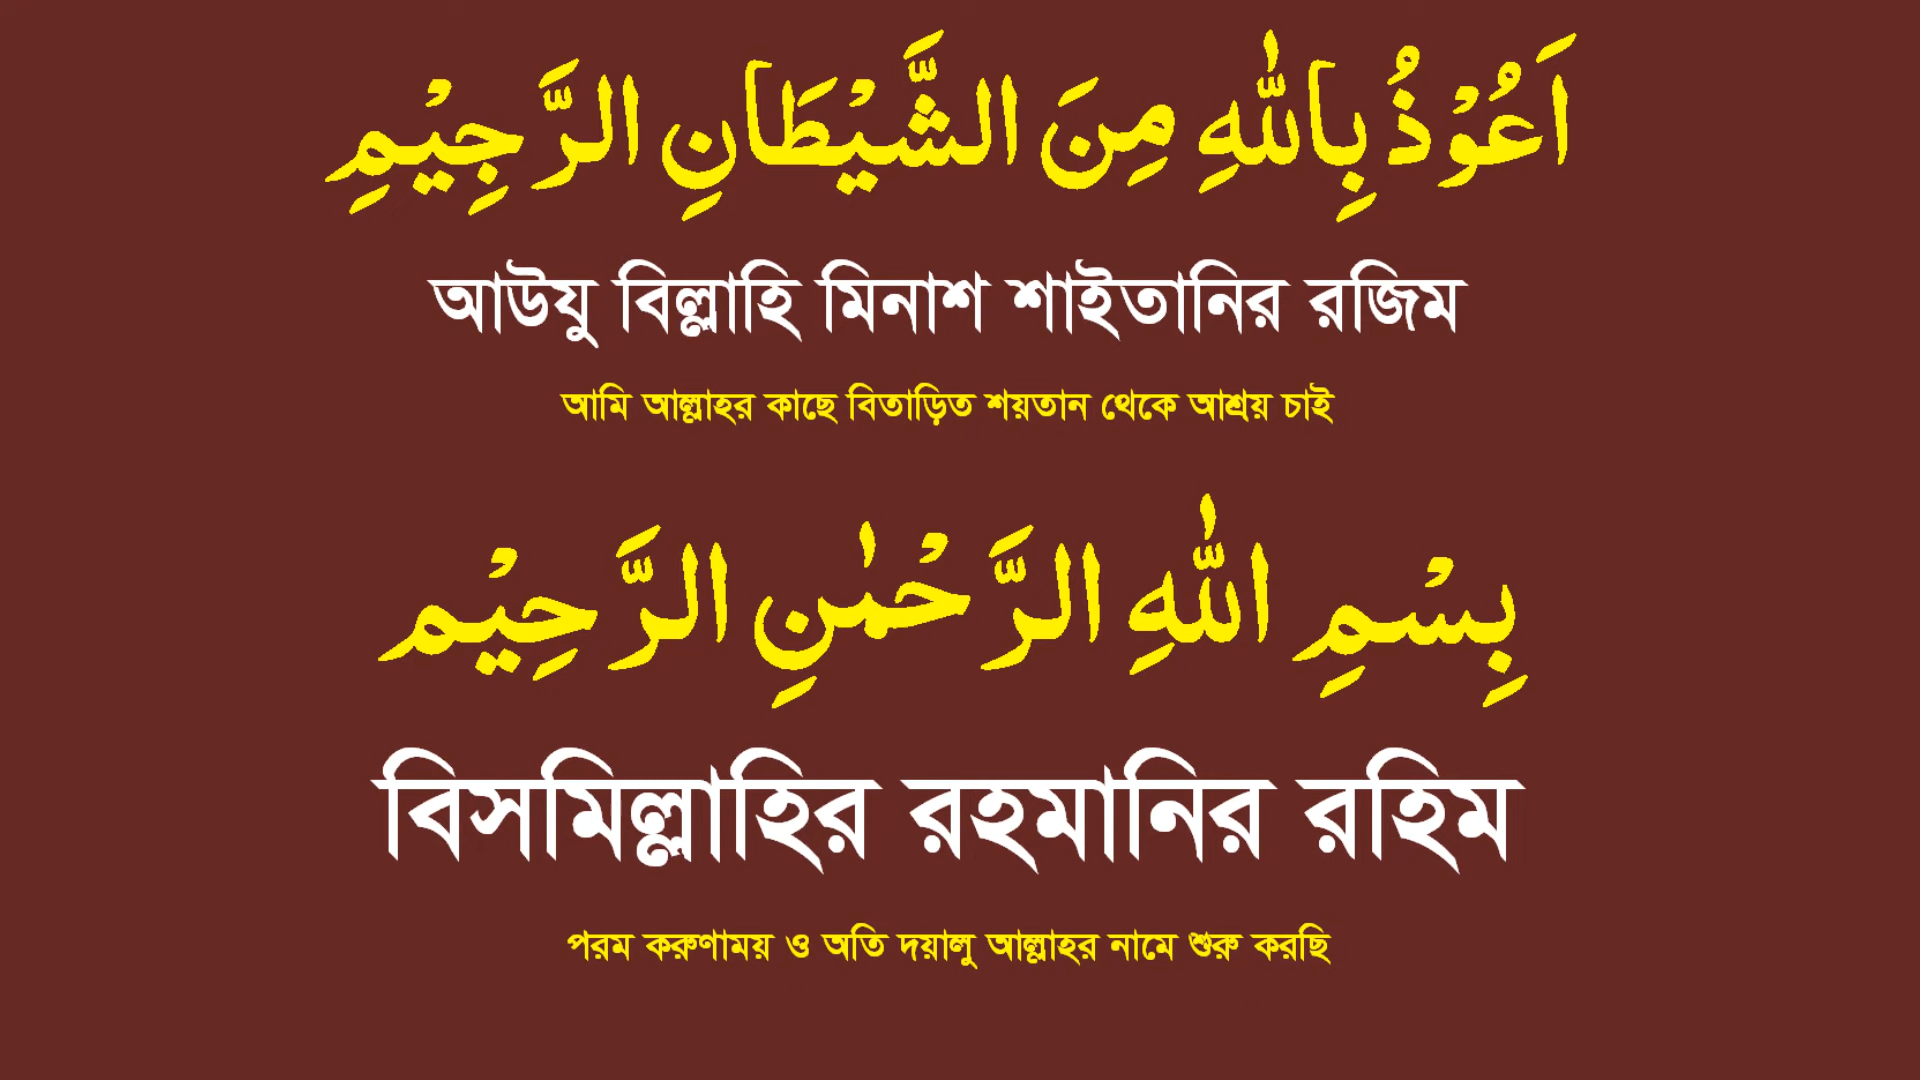 اَعُوْذُ بِاللّٰهِ مِنَ الشَّيْطَانِ الرَّجِيْمِ
আউযু বিল্লাহি মিনাশ শাইতানির রজিম
আমি আল্লাহর কাছে বিতাড়িত শয়তান থেকে আশ্রয় চাই
بِسْمِ اللّٰهِ الرَّحْمٰنِ الرَّحِيْم
বিসমিল্লাহির রহমানির রহিম
পরম করুণাময় ও অতি দয়ালু আল্লাহর নামে শুরু করছি